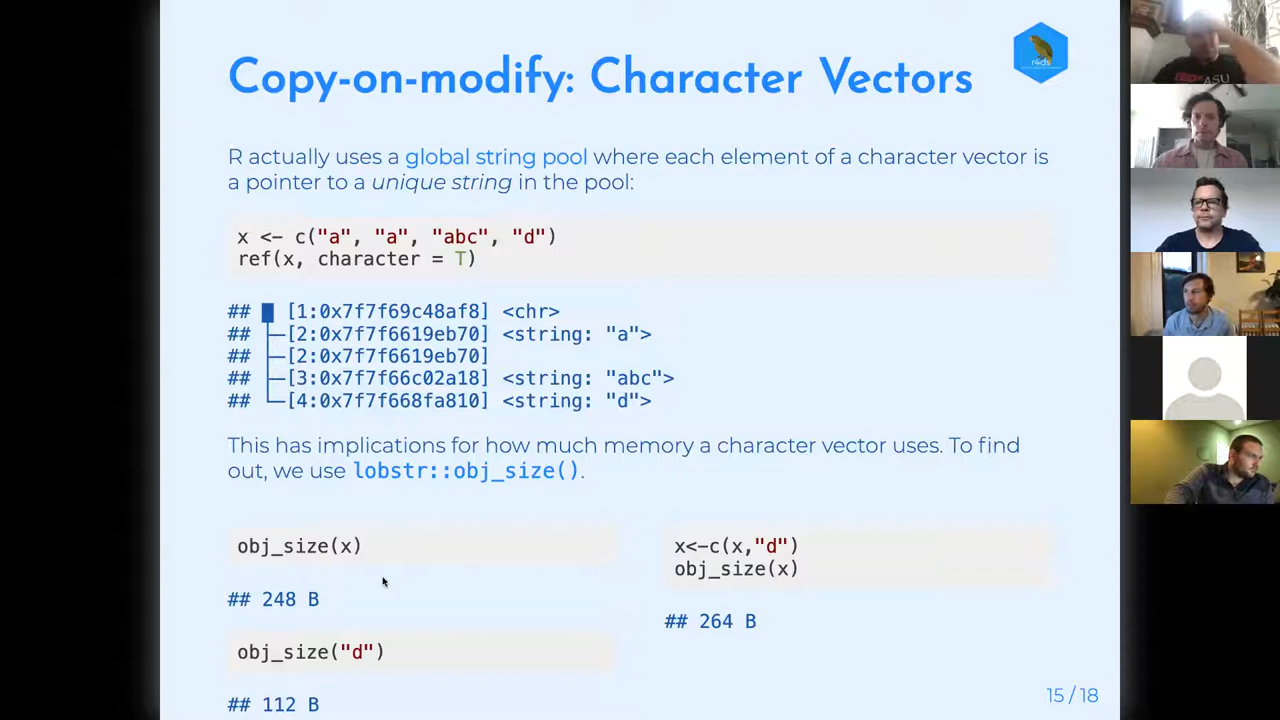 Copy-on-modify: Character Vectors
r4ds
R actually uses a global string pool where each element of a character vector is
a pointer to a unique string in the pool:
x <- c("a", "a", "abc", "d")
ref(x, character = T)
## █ [1:0x7f7f69c48af8] <chr>
## ├─[2:0x7f7f6619eb70] <string: "a">
## ├─[2:0x7f7f6619eb70]
## ├─[3:0x7f7f66c02a18] <string: "abc">
## └─[4:0x7f7f668fa810] <string: "d">
This has implications for how much memory a character vector uses. To find
out, we use lobstr::obj_size().
obj_size(x)
## 248 B
obj_size("d")
## 112 B
x<-c(x,"d")
obj_size(x)
## 264 B
15 / 18
ASU